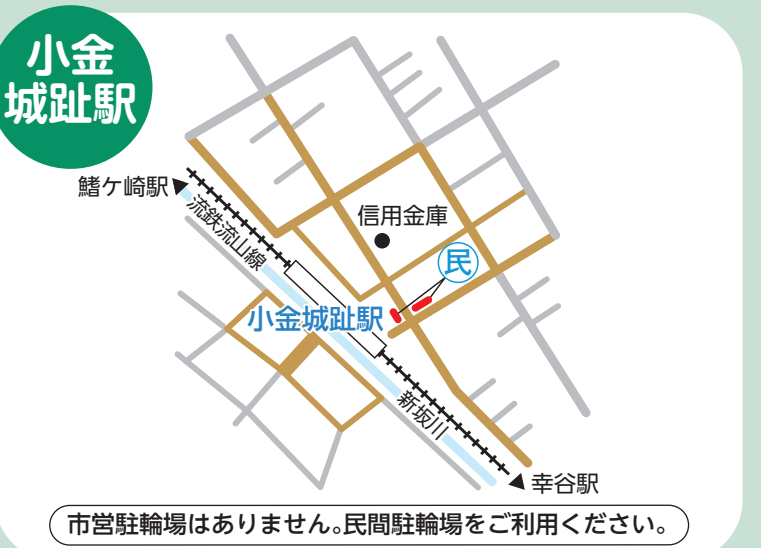 小金
城趾駅
鰭ケ崎駅
流鉄流山線
信用金庫
民
小金城趾駅
新坂川
幸谷駅
市営駐輪場はありません。民間駐輪場をご利用ください。